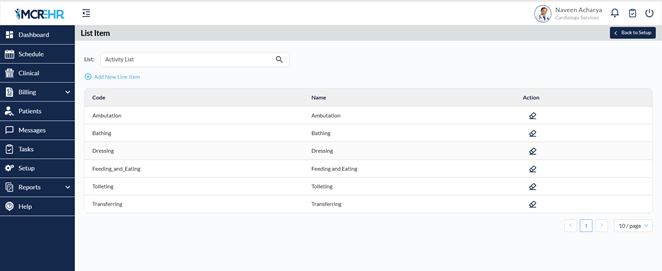 MCREHR
Naveen Acharya
Cardiology Services
Dashboard
Schedule
Clinical
Billing
Patients
Messages
Tasks
Setup
Reports
Help
List Item
Back to Setup
List:
Activity List
Add New Line Item
Code Name Action
Ambutation Ambutation
Bathing Bathing
Dressing Dressing
Feeding_and_Eating Feeding and Eating
Toileting Toileting
Transferring Transferring
1
10 / page